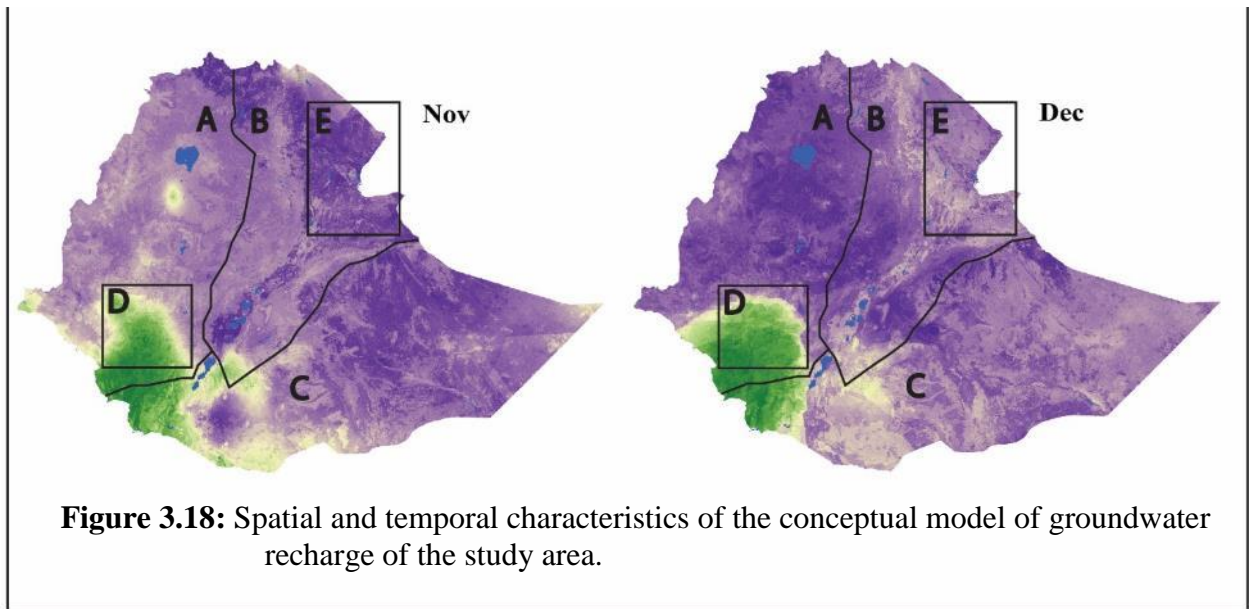 A B E Nov
D
C
A B E Dec
D
C
Figure 3.18: Spatial and temporal characteristics of the conceptual model of groundwater
recharge of the study area.